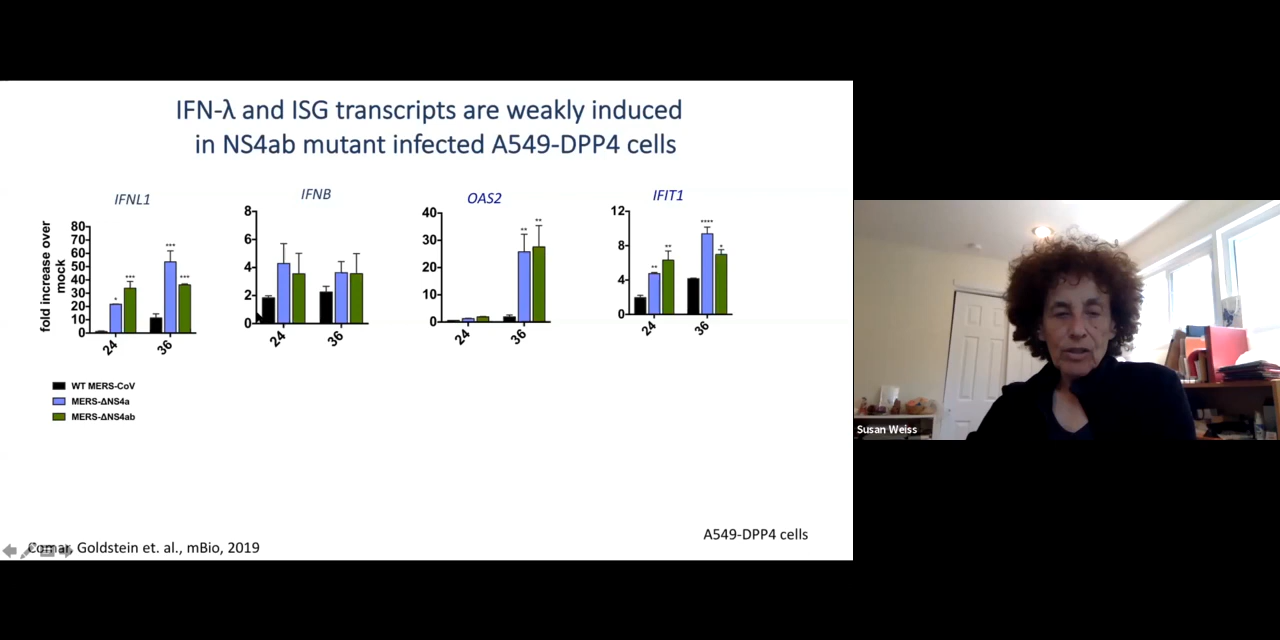 IFN-λ and ISG transcripts are weakly induced
in NS4ab mutant infected A549-DPP4 cells
IFNL1
IFNB
OAS2
IFIT1
fold increase over
mock
80
70
60
50
40
30
20
10
0
*
***
***
***
24
36
8
6
4
2
0
24
36
40
30
20
10
0
**
**
24
36
12
8
4
0
**
**
****
*
24
36
WT MERS-CoV
MERS-ΔNS4a
MERS-ΔNS4ab
Susan Weiss
A549-DPP4 cells
Comar, Goldstein et. al., mBio, 2019